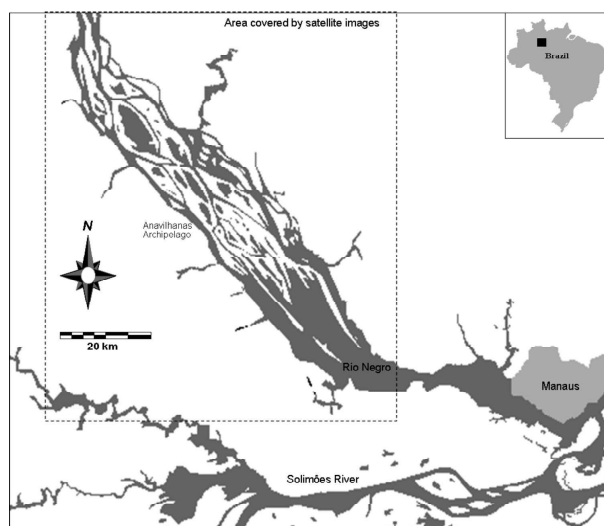 Area covered by satellite images
Brazil
Anavilhanas
Archipelago
N
20 km
Rio Negro
Manaus
Solimões River